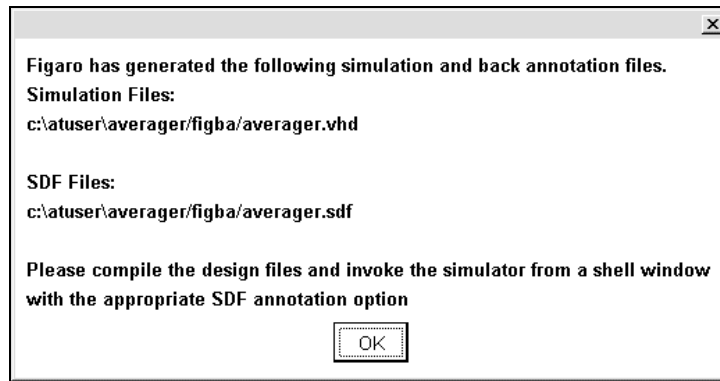 Figaro has generated the following simulation and back annotation files.
Simulation Files:
c:\atuser\averager/figba/averager.vhd
SDF Files:
c:\atuser\averager/figba/averager.sdf
Please compile the design files and invoke the simulator from a shell window
with the appropriate SDF annotation option
OK